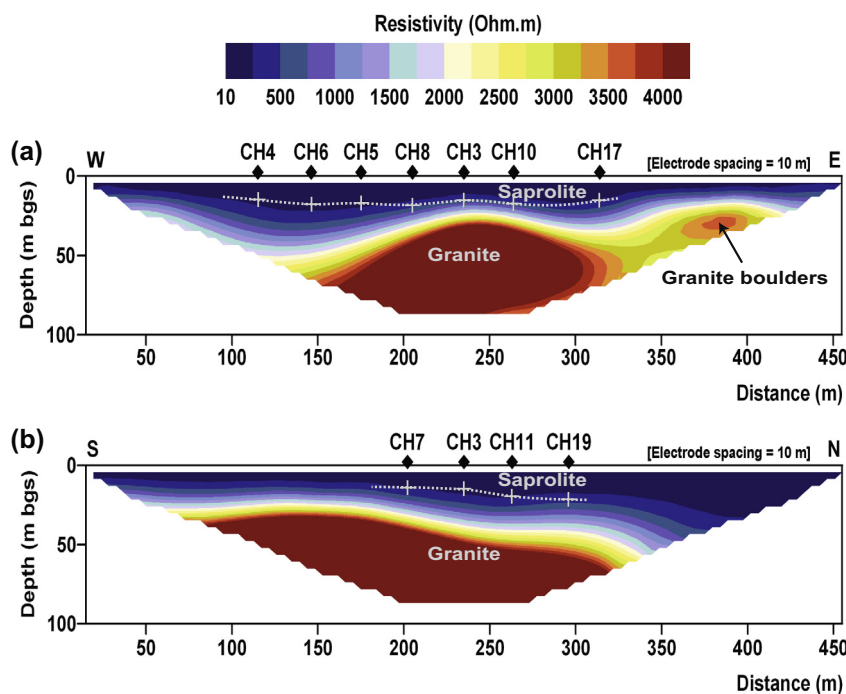 Resistivity (Ohm.m)
10 500 1000 1500 2000 2500 3000 3500 4000
(a) W CH4 CH6 CH5 CH8 CH3 CH10 CH17 [Electrode spacing = 10 m] E
0
Saprolite
50
Granite
Granite boulders
100
Depth (m bgs)
50 100 150 200 250 300 350 400 450
Distance (m)
(b) S CH7 CH3 CH11 CH19 [Electrode spacing = 10 m] N
0
Saprolite
50
Granite
100
Depth (m bgs)
50 100 150 200 250 300 350 400 450
Distance (m)